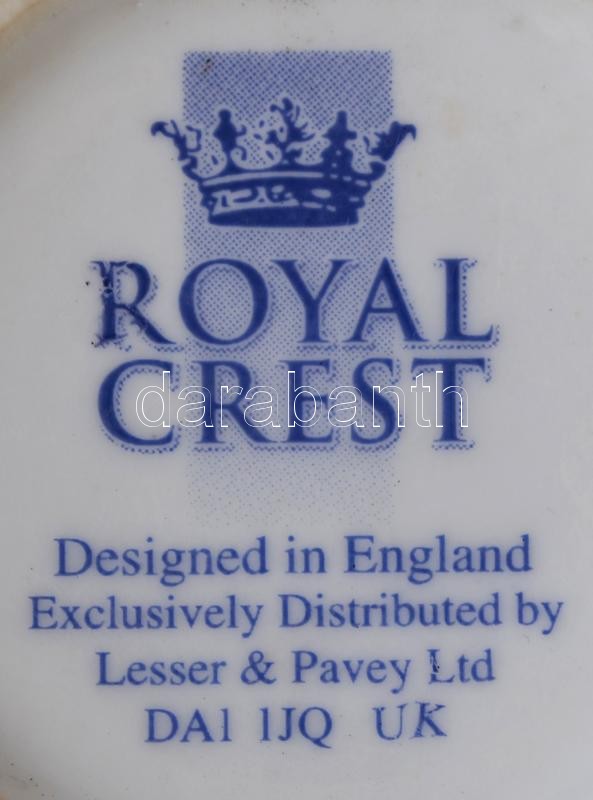 ROYAL
CREST
darabanth
Designed in England
Exclusively Distributed by
Lesser & Pavey Ltd
DA1 1JQ UK